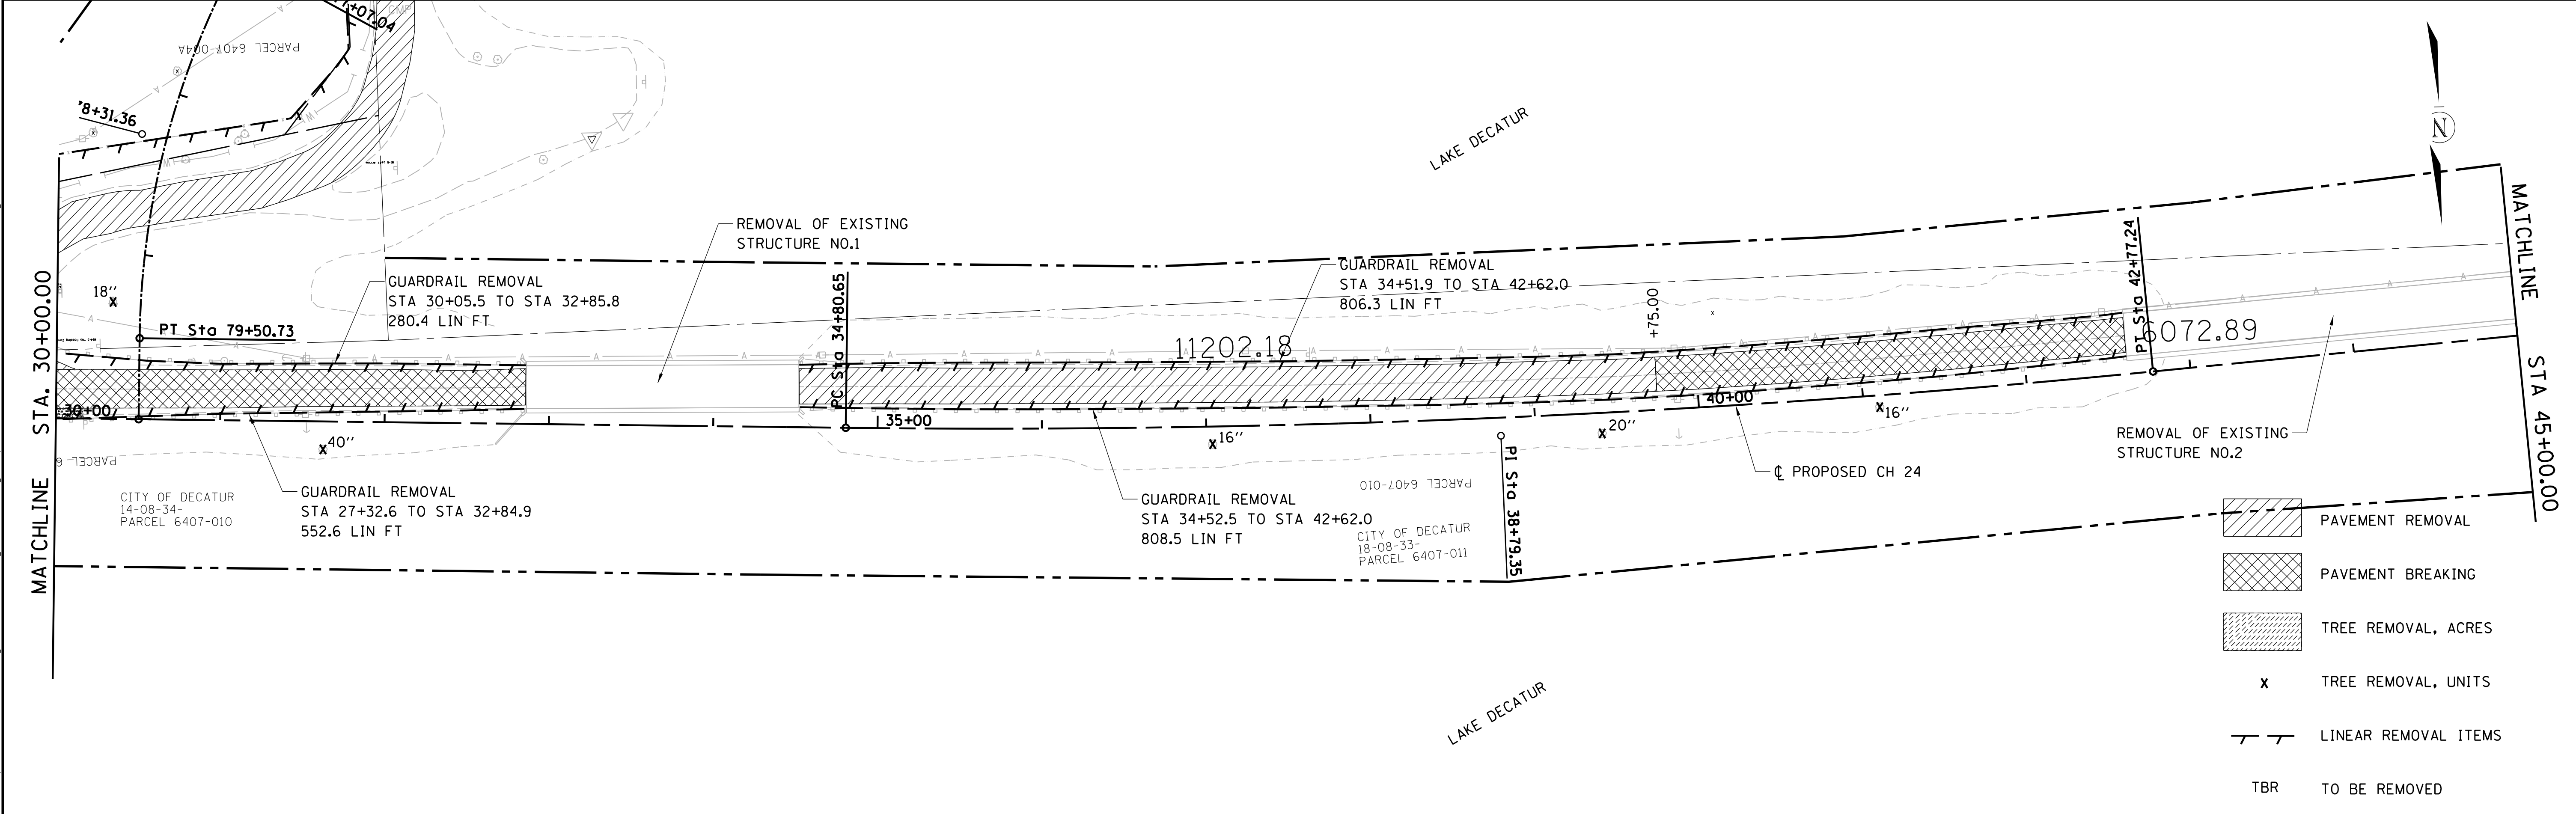 +07.04
PARCEL 6407-004A
8+31.36
LAKE DECATUR
N
REMOVAL OF EXISTING
STRUCTURE NO.1
GUARDRAIL REMOVAL
STA 30+05.5 TO STA 32+85.8
280.4 LIN FT
GUARDRAIL REMOVAL
STA 34+51.9 TO STA 42+62.0
806.3 LIN FT
18''
PT Sta 79+50.73
PC Sta 34+80.65
+75.00
PT Sta 42+77.24
11202.18
6072.89
MATCHLINE STA. 30+00.00
MATCHLINE STA 45+00.00
30+00
35+00
40+00
40''
16''
20''
16''
PARCEL 6
CITY OF DECATUR
14-08-34-
PARCEL 6407-010
GUARDRAIL REMOVAL
STA 27+32.6 TO STA 32+84.9
552.6 LIN FT
GUARDRAIL REMOVAL
STA 34+52.5 TO STA 42+62.0
808.5 LIN FT
PARCEL 6407-010
CITY OF DECATUR
18-08-33-
PARCEL 6407-011
PI Sta 38+79.35
℄ PROPOSED CH 24
REMOVAL OF EXISTING
STRUCTURE NO.2
LAKE DECATUR
PAVEMENT REMOVAL
PAVEMENT BREAKING
TREE REMOVAL, ACRES
x TREE REMOVAL, UNITS
LINEAR REMOVAL ITEMS
TBR TO BE REMOVED